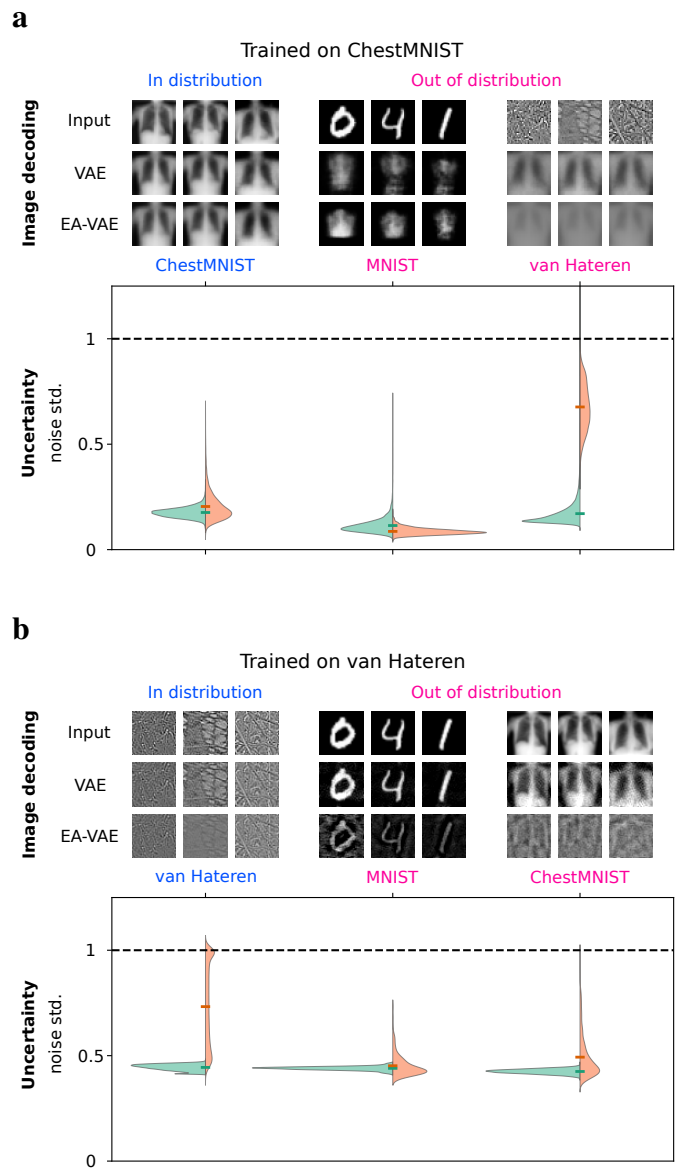 a
Trained on ChestMNIST
In distribution
Out of distribution
Image decoding
Input
VAE
EA-VAE
ChestMNIST
MNIST
van Hateren
Uncertainty
noise std.
1
0.5
0
b
Trained on van Hateren
In distribution
Out of distribution
Image decoding
Input
VAE
EA-VAE
van Hateren
MNIST
ChestMNIST
Uncertainty
noise std.
1
0.5
0